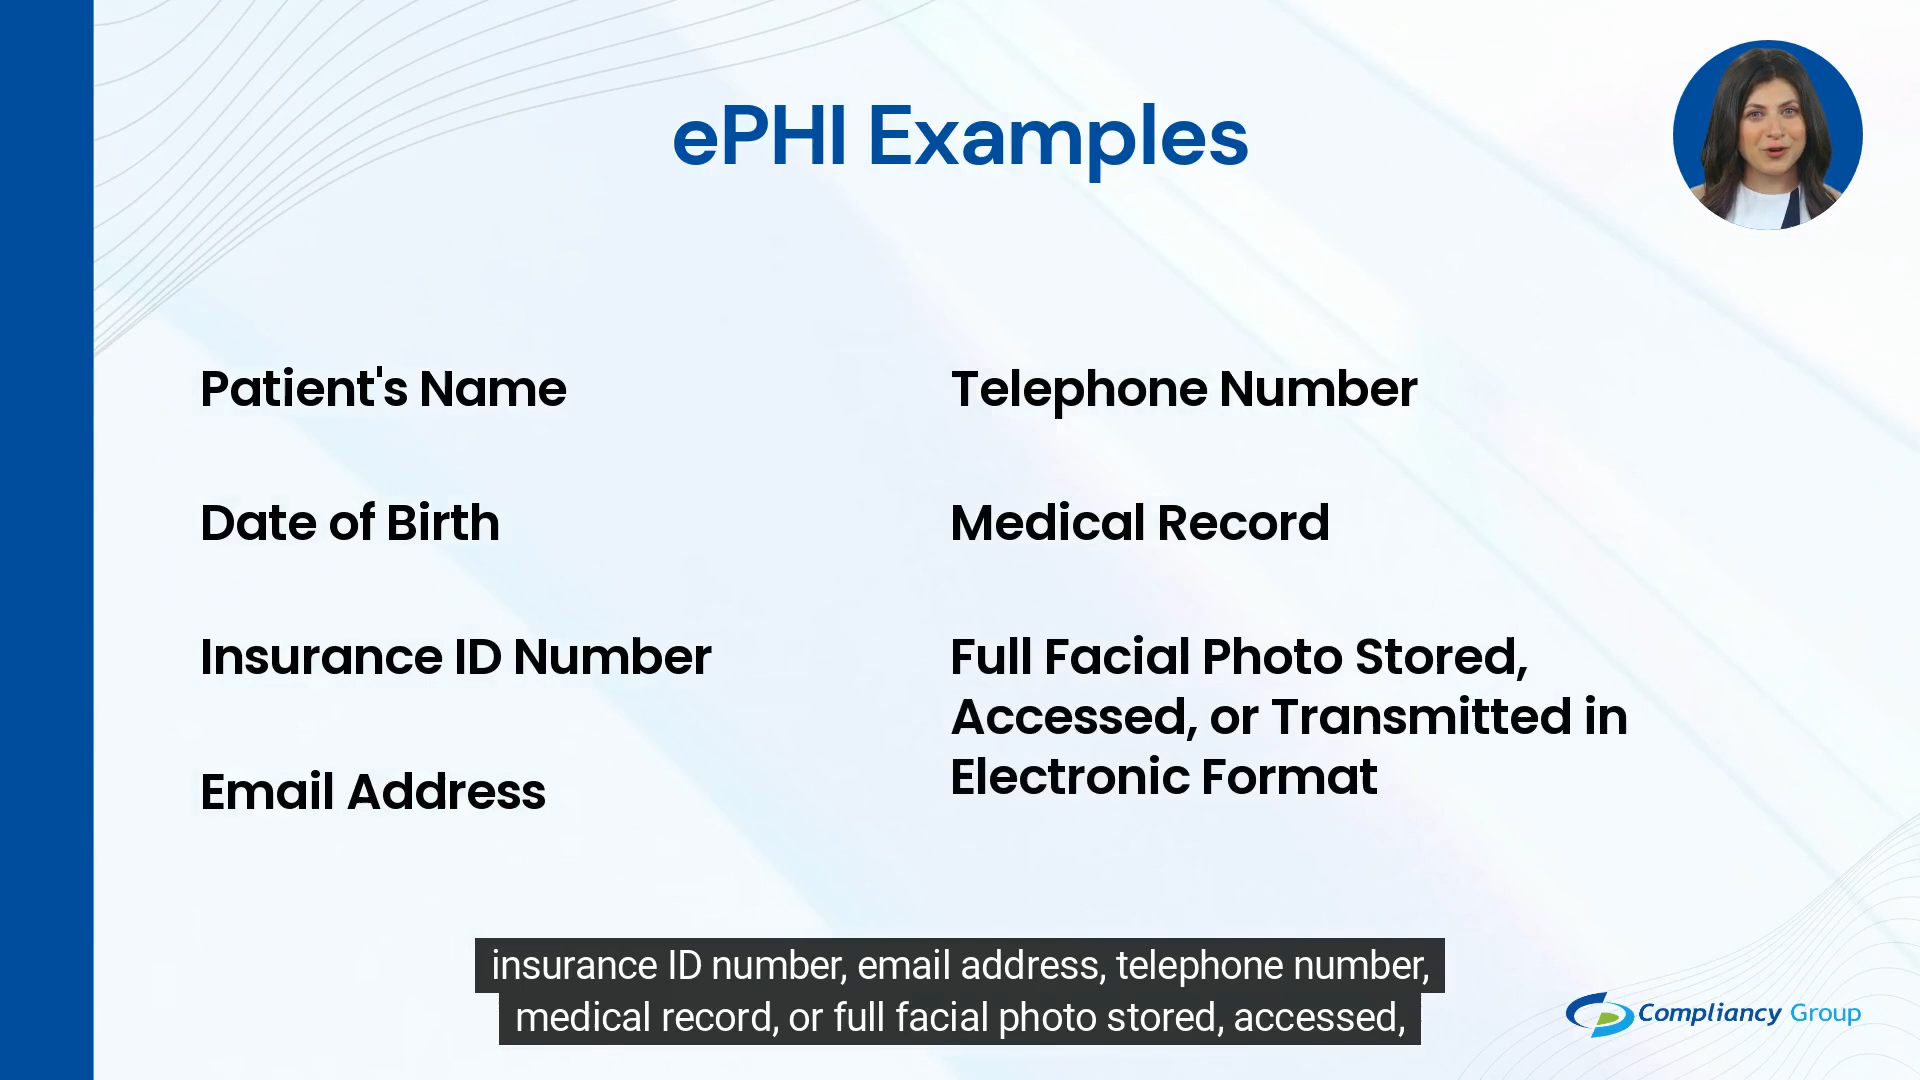 ePHI Examples
Patient's Name
Date of Birth
Insurance ID Number
Email Address
Telephone Number
Medical Record
Full Facial Photo Stored,
Accessed, or Transmitted in
Electronic Format
insurance ID number, email address, telephone number,
medical record, or full facial photo stored, accessed,
Compliancy Group